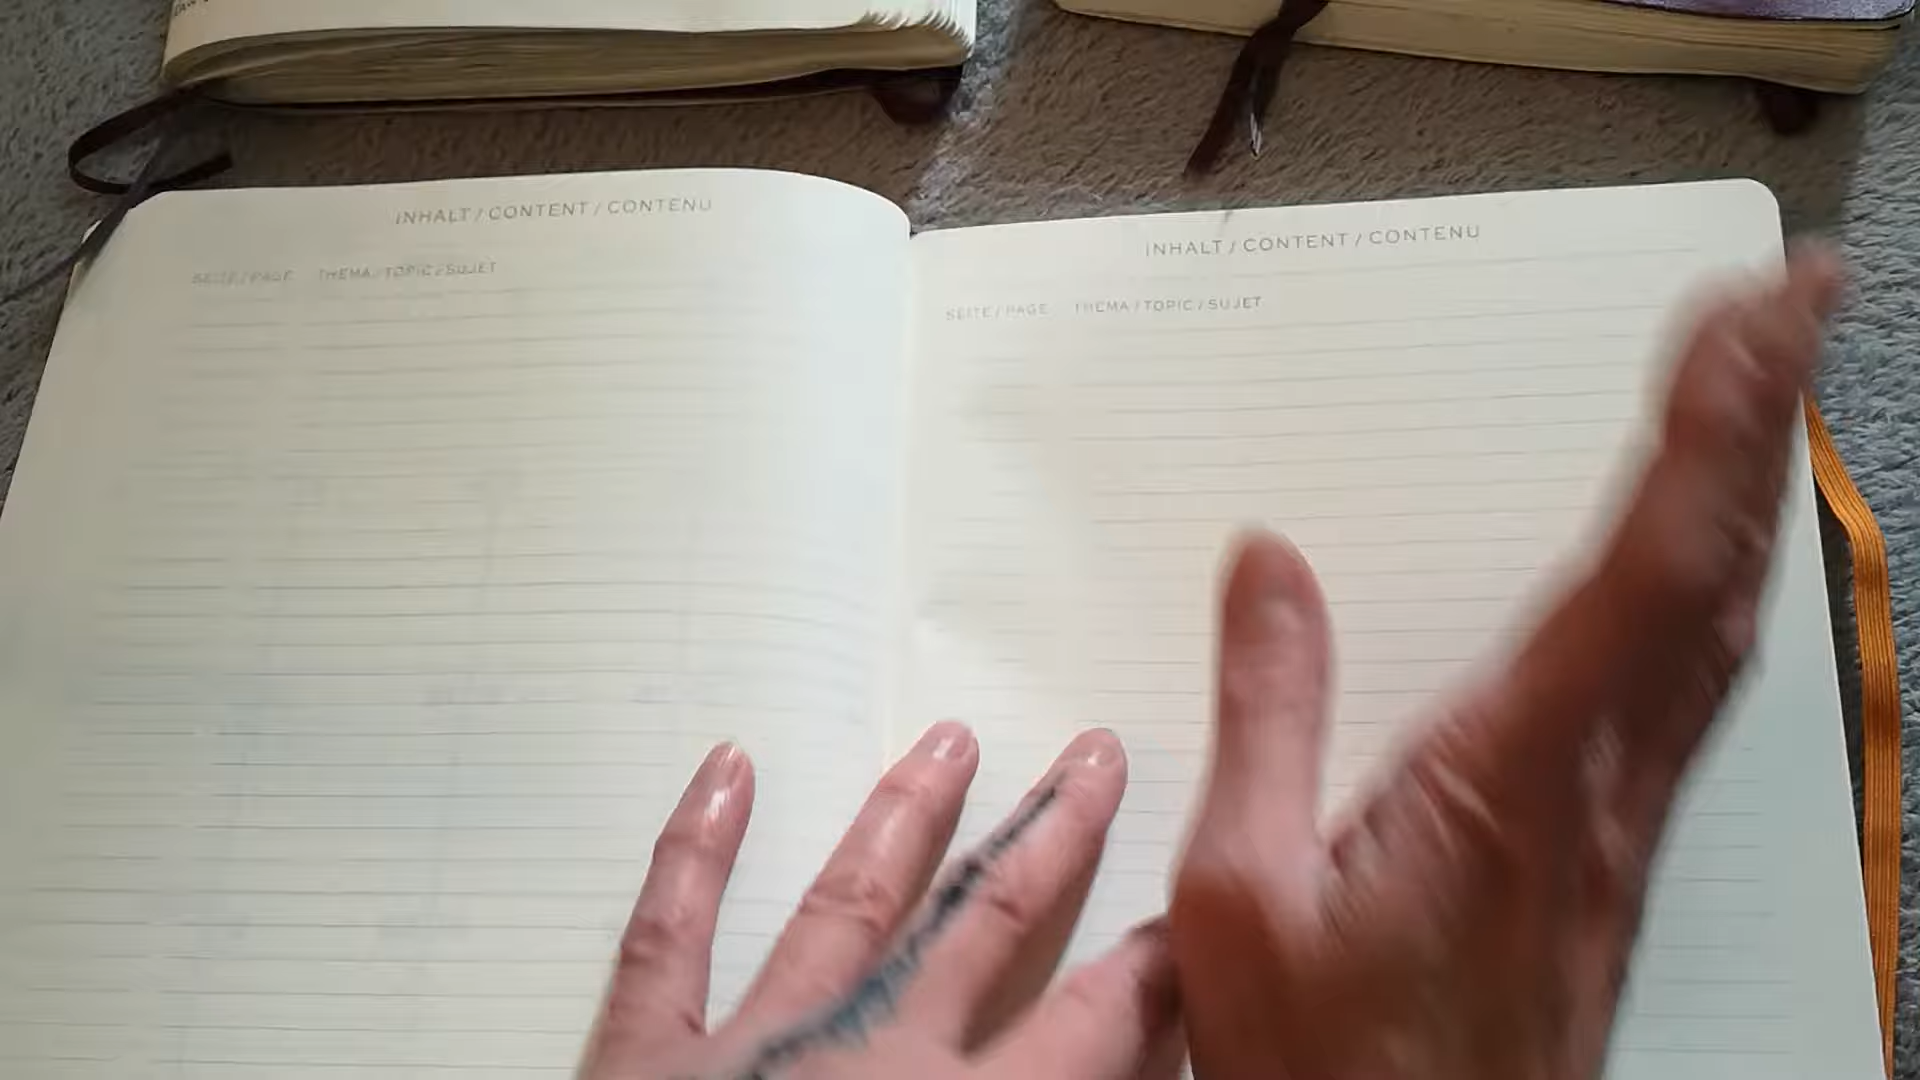 INHALT / CONTENT / CONTENU
SEITE / PAGE THEMA / TOPIC / SUJET
INHALT / CONTENT / CONTENU
SEITE / PAGE THEMA / TOPIC / SUJET